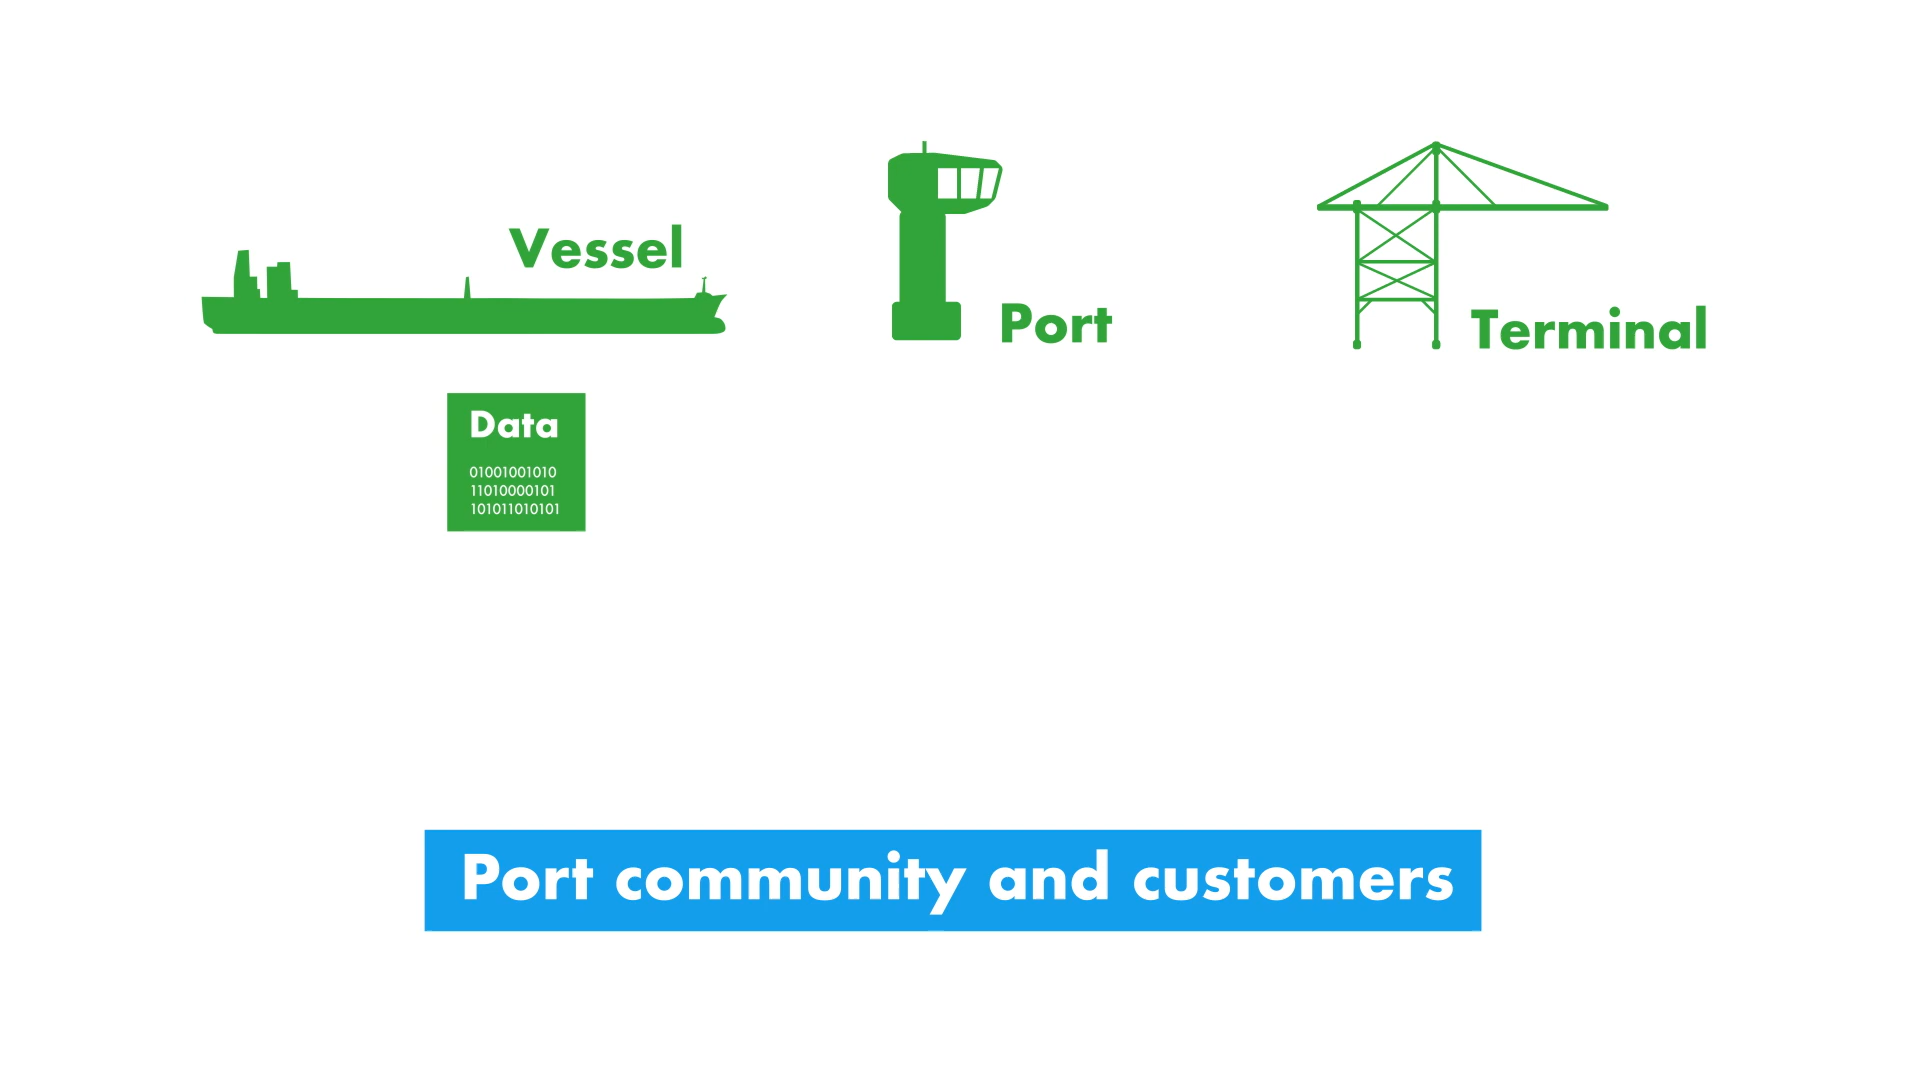 Vessel
Port
Terminal
Data
01001001010
11010000101
101011010101
Port community and customers